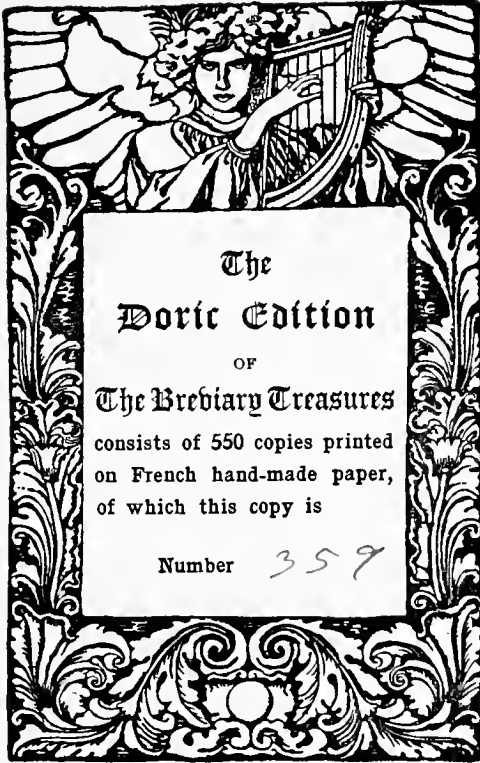 The
Doric Edition
OF
The Breviary Treasures
consists of 550 copies printed
on French hand-made paper,
of which this copy is
Number 359